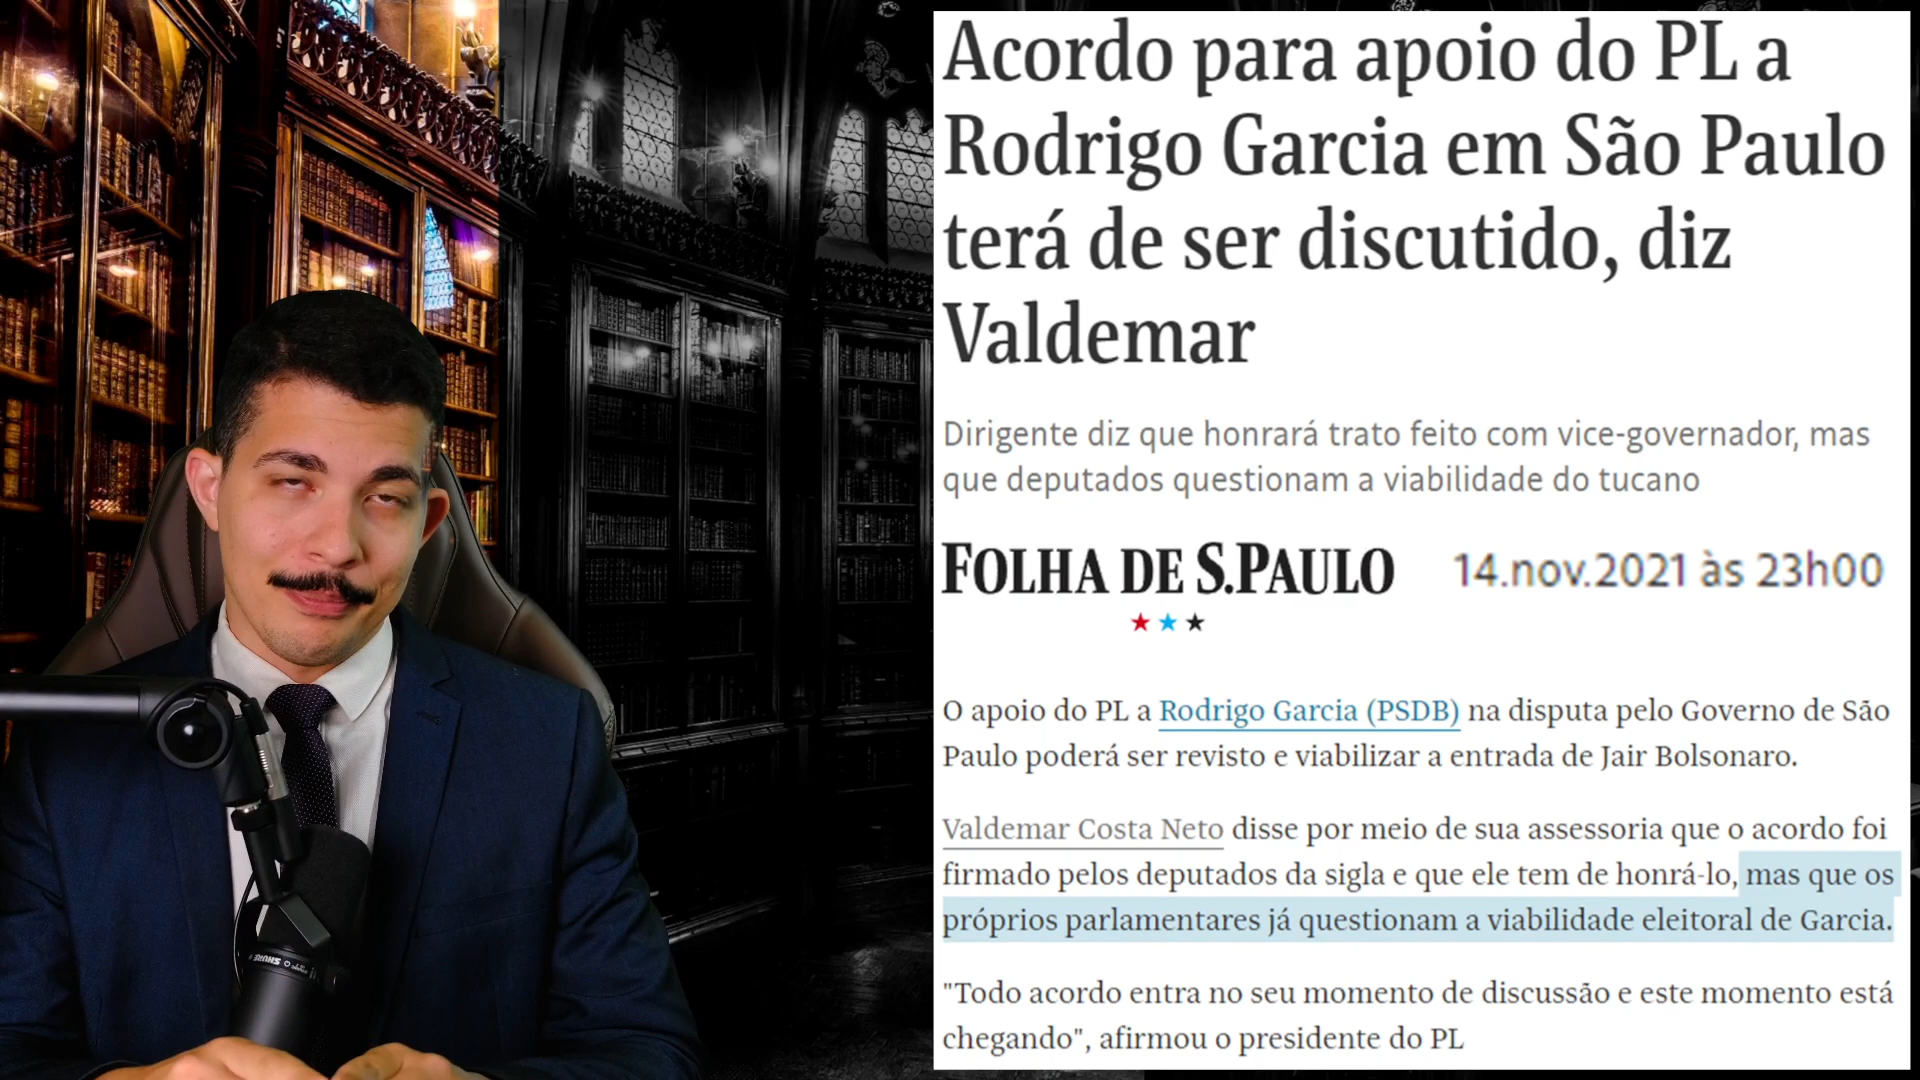 Acordo para apoio do PL a
Rodrigo Garcia em São Paulo
terá de ser discutido, diz
Valdemar
Dirigente diz que honrará trato feito com vice-governador, mas
que deputados questionam a viabilidade do tucano
FOLHA DE S.PAULO
14.nov.2021 às 23h00
O apoio do PL a Rodrigo Garcia (PSDB) na disputa pelo Governo de São
Paulo poderá ser revisto e viabilizar a entrada de Jair Bolsonaro.
Valdemar Costa Neto disse por meio de sua assessoria que o acordo foi
firmado pelos deputados da sigla e que ele tem de honrá-lo, mas que os
próprios parlamentares já questionam a viabilidade eleitoral de Garcia.
"Todo acordo entra no seu momento de discussão e este momento está
chegando", afirmou o presidente do PL
SHURE